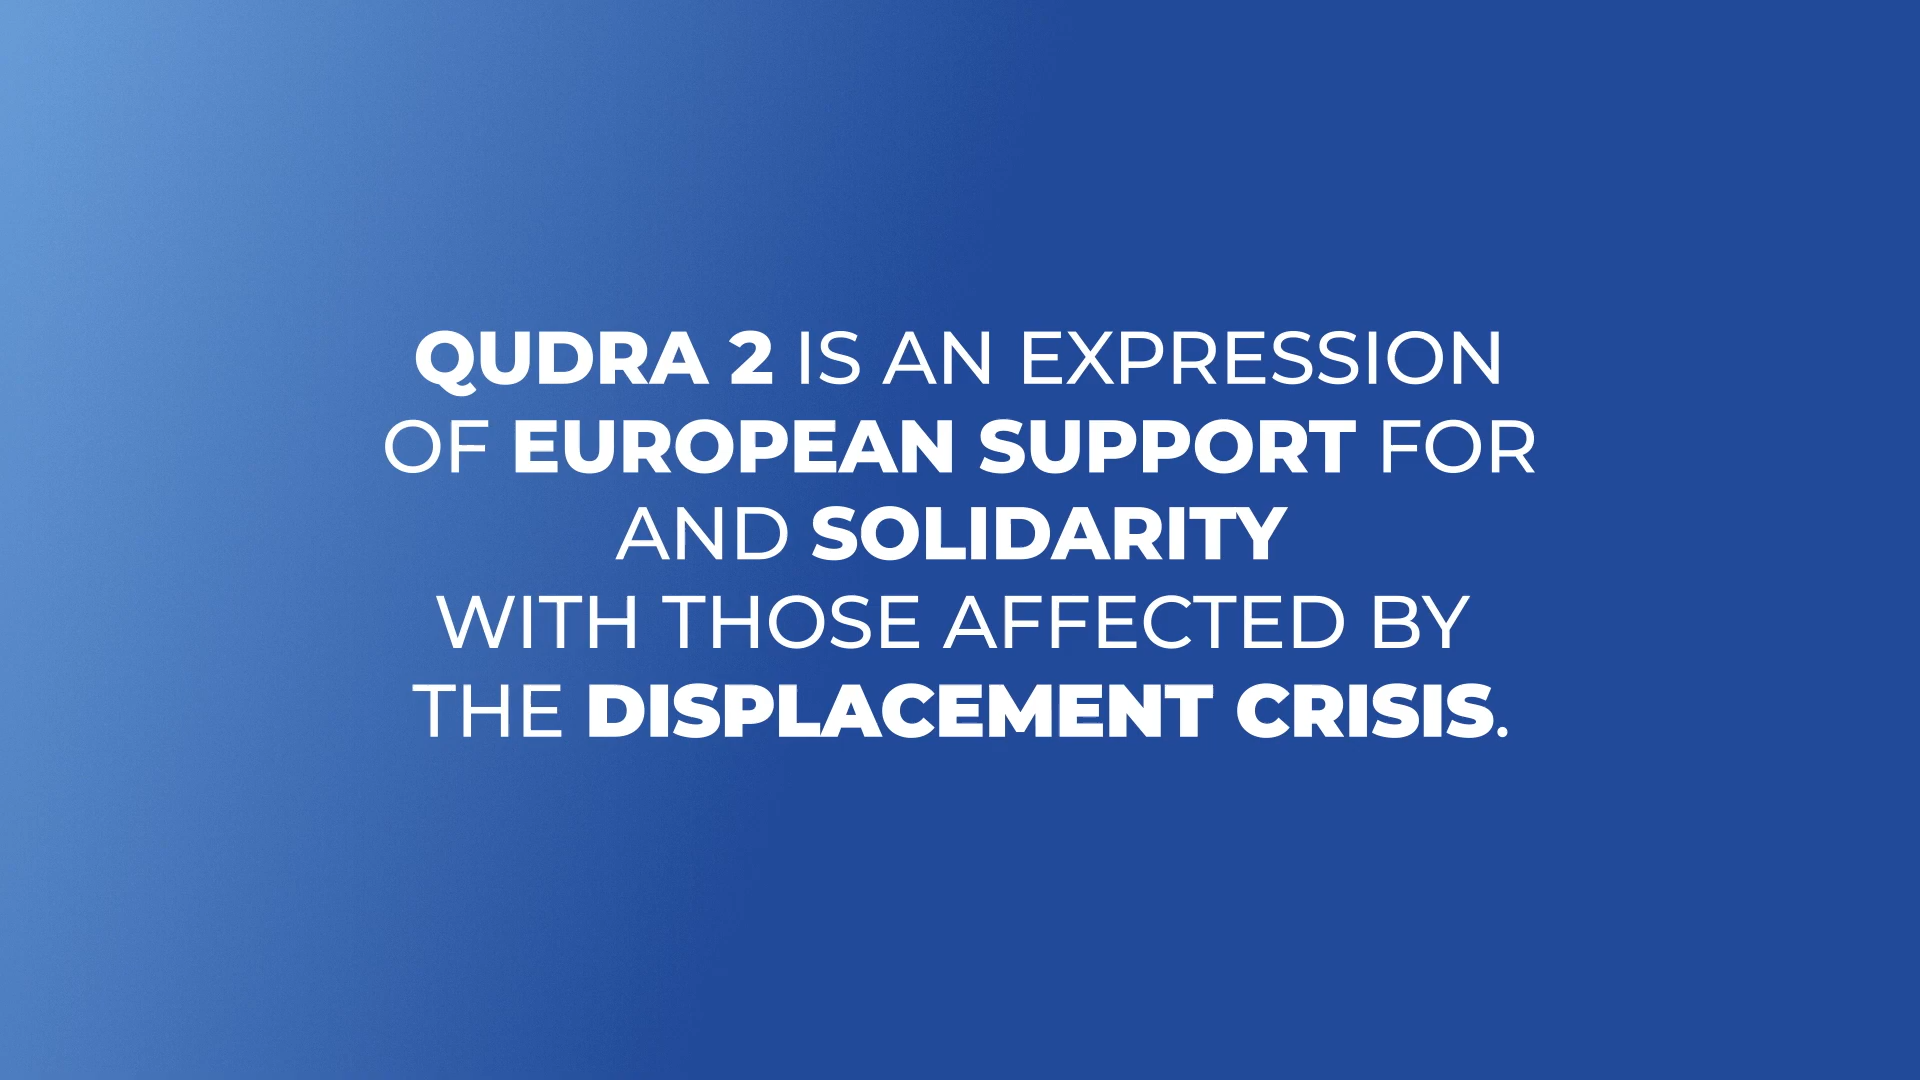 QUDRA 2 IS AN EXPRESSION
OF EUROPEAN SUPPORT FOR
AND SOLIDARITY
WITH THOSE AFFECTED BY
THE DISPLACEMENT CRISIS.